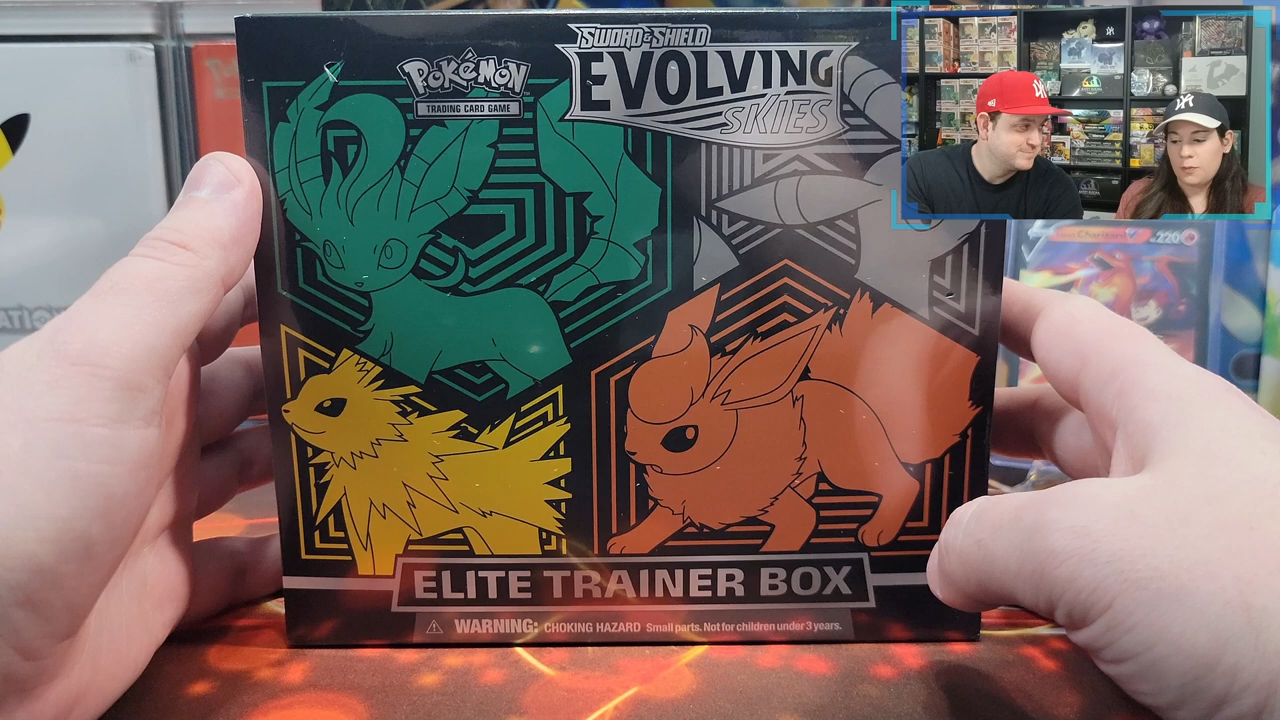 SWORD & SHIELD
EVOLVING
SKIES
POKÉMON
TRADING CARD GAME
220
ELITE TRAINER BOX
WARNING: CHOKING HAZARD Small parts. Not for children under 3 years.